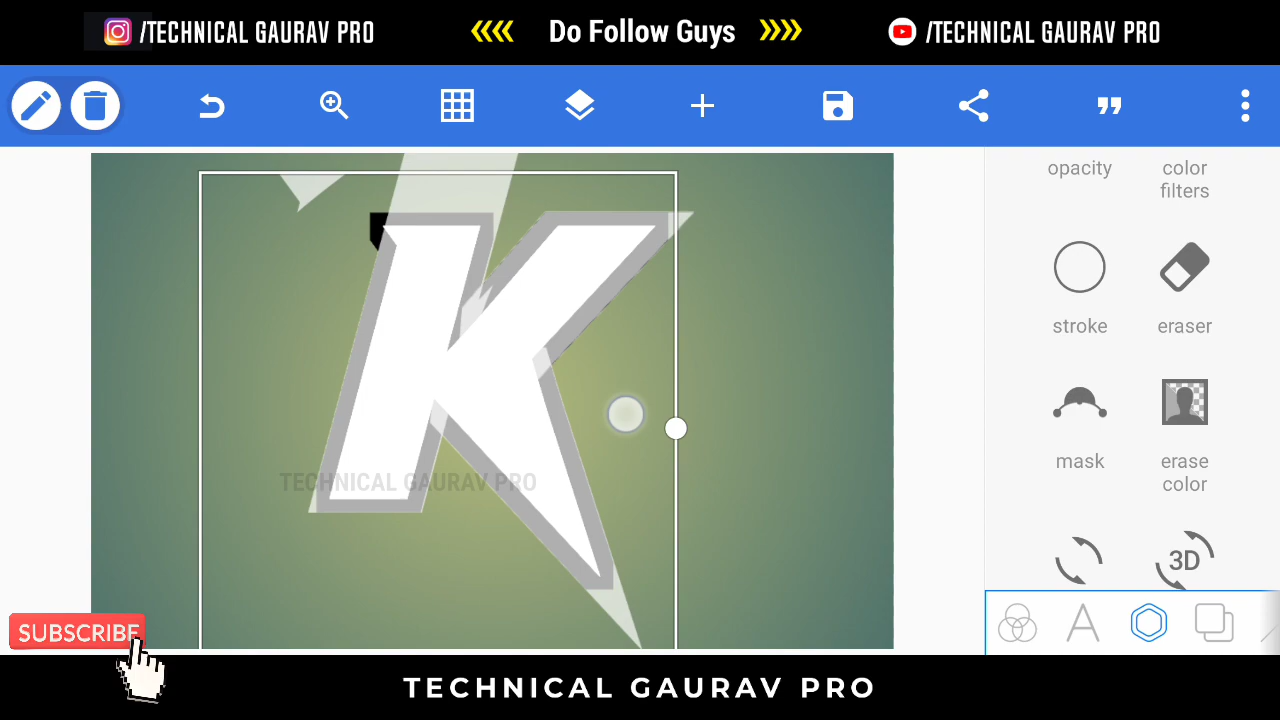 /TECHNICAL GAURAV PRO
Do Follow Guys
/TECHNICAL GAURAV PRO
opacity
color
filters
stroke
eraser
K
mask
erase
color
TECHNICAL GAURAV PRO
3D
SUBSCRIBE
A
TECHNICAL GAURAV PRO